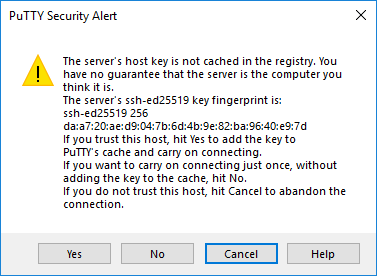 PuTTY Security Alert
The server's host key is not cached in the registry. You
have no guarantee that the server is the computer you
think it is.
The server's ssh-ed25519 key fingerprint is:
ssh-ed25519 256
da:a7:20:ae:d9:04:7b:6d:4b:9e:82:ba:96:40:e9:7d
If you trust this host, hit Yes to add the key to
PuTTY's cache and carry on connecting.
If you want to carry on connecting just once, without
adding the key to the cache, hit No.
If you do not trust this host, hit Cancel to abandon the
connection.
Yes No Cancel Help